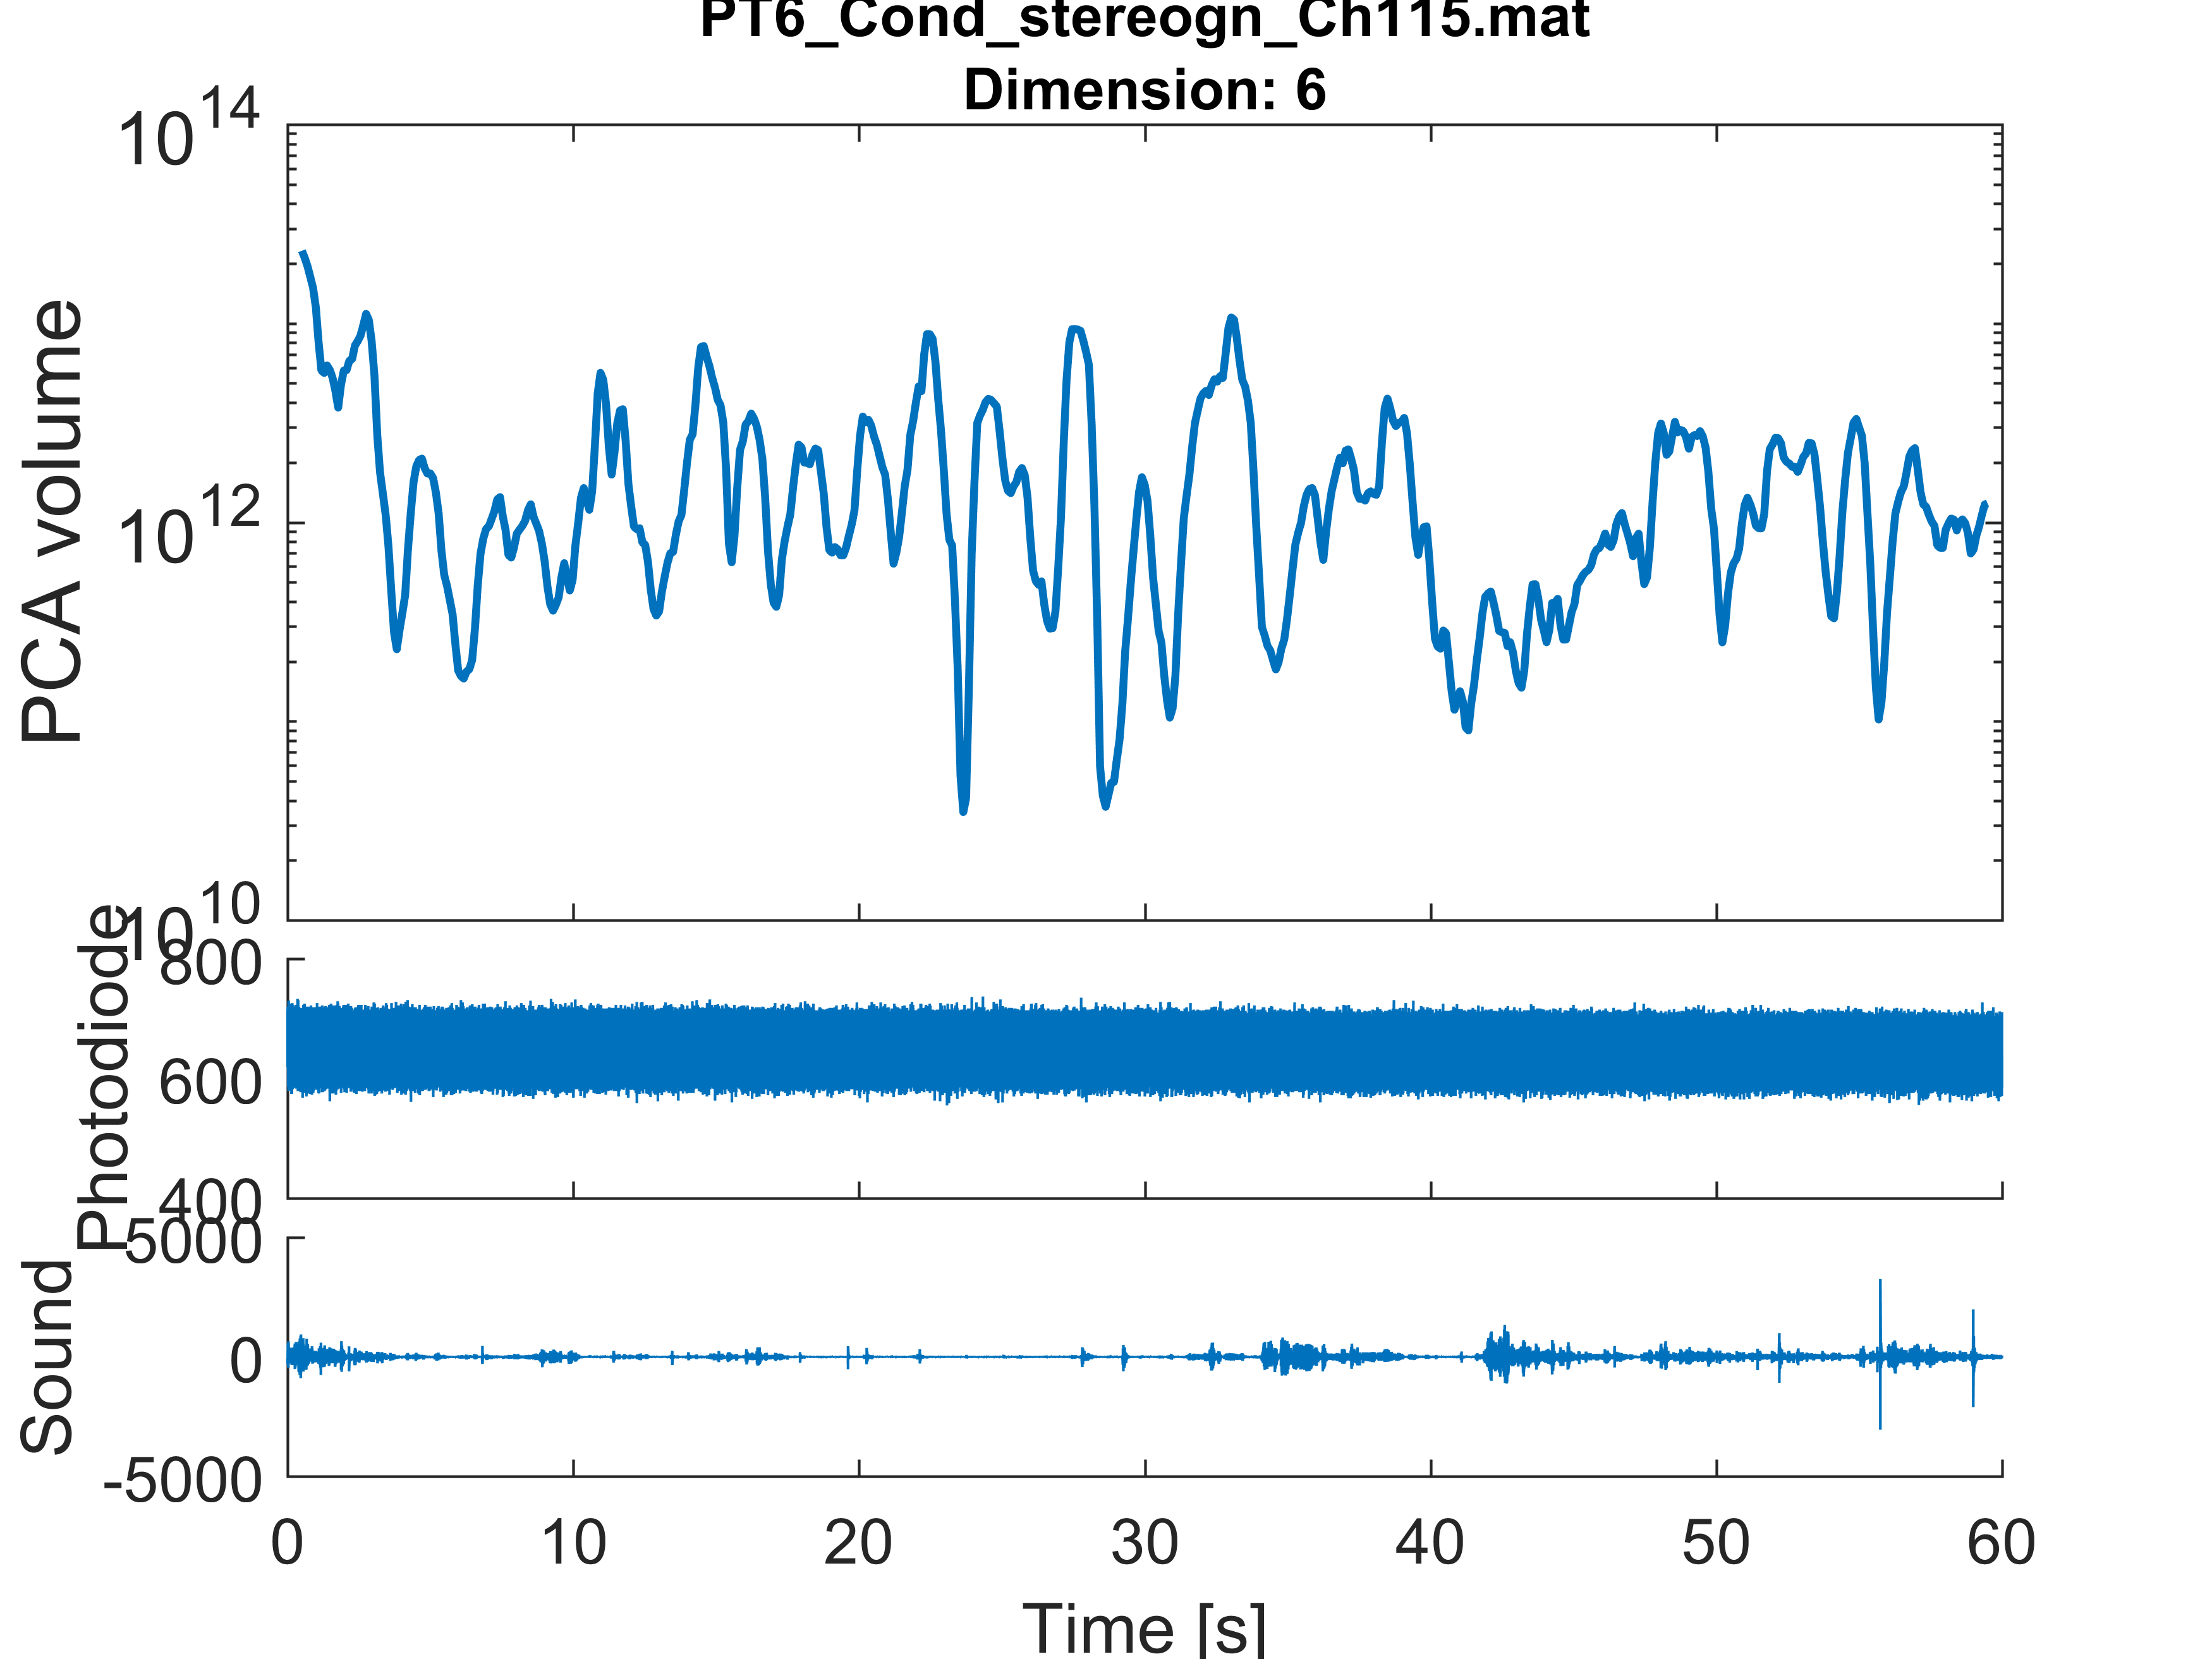 PT6_Cond_stereogn_Ch115.mat
Dimension: 6
PCA volume
10^14
10^12
10^10
Photodiode
800
600
400
Sound
5000
0
-5000
0 10 20 30 40 50 60
Time [s]